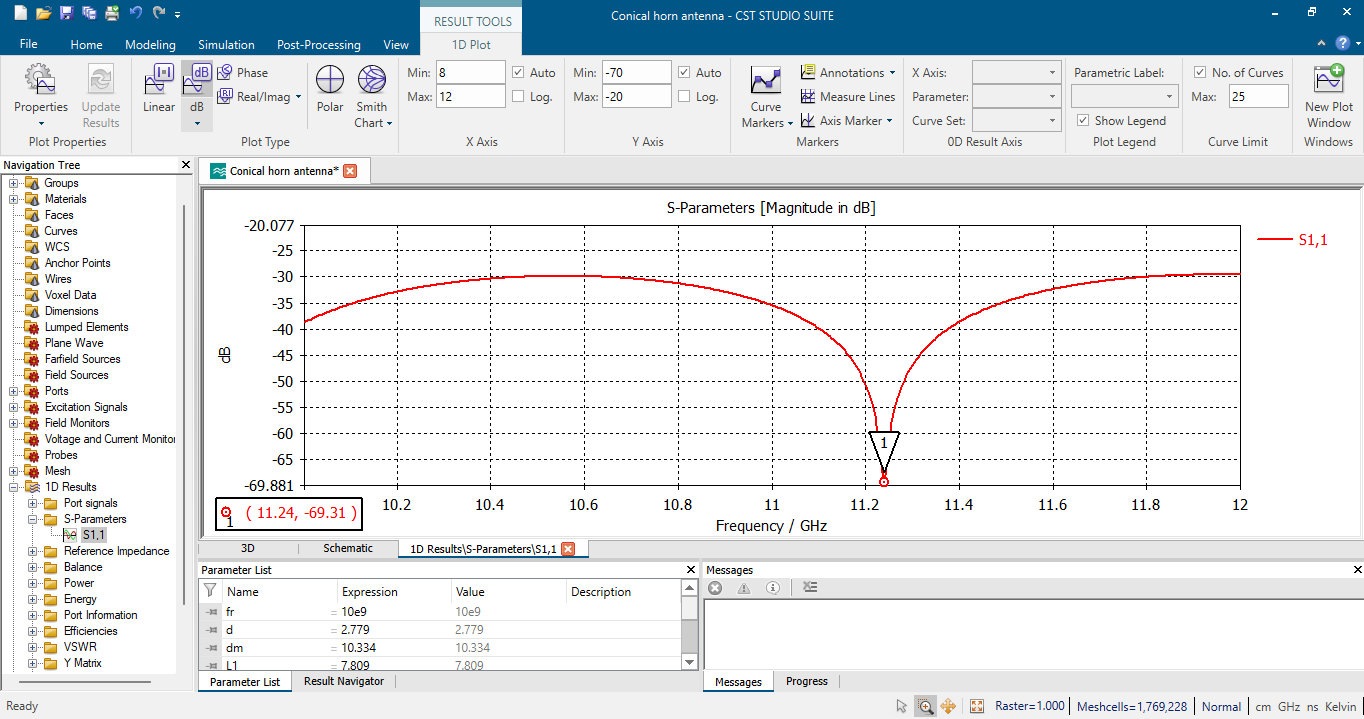 RESULT TOOLS
Conical horn antenna - CST STUDIO SUITE
File Home Modeling Simulation Post-Processing View 1D Plot
Properties
Update Results
Plot Properties
Linear
dB
Phase
Real/Imag
Polar
Smith Chart
Plot Type
Min: 8 Auto
Max: 12 Log.
X Axis
Min: -70 Auto
Max: -20 Log.
Y Axis
Curve Markers
Annotations
Measure Lines
Axis Marker
Markers
X Axis:
Parameter:
Curve Set:
0D Result Axis
Parametric Label:
Show Legend
Plot Legend
No. of Curves
Max: 25
Curve Limit
New Plot Window
Windows
Navigation Tree
Groups
Materials
Faces
Curves
WCS
Anchor Points
Wires
Voxel Data
Dimensions
Lumped Elements
Plane Wave
Farfield Sources
Field Sources
Ports
Excitation Signals
Field Monitors
Voltage and Current Monitor
Probes
Mesh
1D Results
Port signals
S-Parameters
S1,1
Reference Impedance
Balance
Power
Energy
Port Information
Efficiencies
VSWR
Y Matrix
Conical horn antenna*
S-Parameters [Magnitude in dB]
-20.077
-25
-30
-35
-40
-45
-50
-55
-60
-65
-69.881
dB
S1,1
1
10.2 10.4 10.6 10.8 11 11.2 11.4 11.6 11.8 12
1 ( 11.24, -69.31 )
Frequency / GHz
3D Schematic 1D Results\S-Parameters\S1,1
Parameter List
Name Expression Value Description
fr = 10e9 10e9
d = 2.779 2.779
dm = 10.334 10.334
L1 = 7.809 7.809
Parameter List Result Navigator
Messages
Messages Progress
Ready
Raster=1.000 Meshcells=1,769,228 Normal cm GHz ns Kelvin